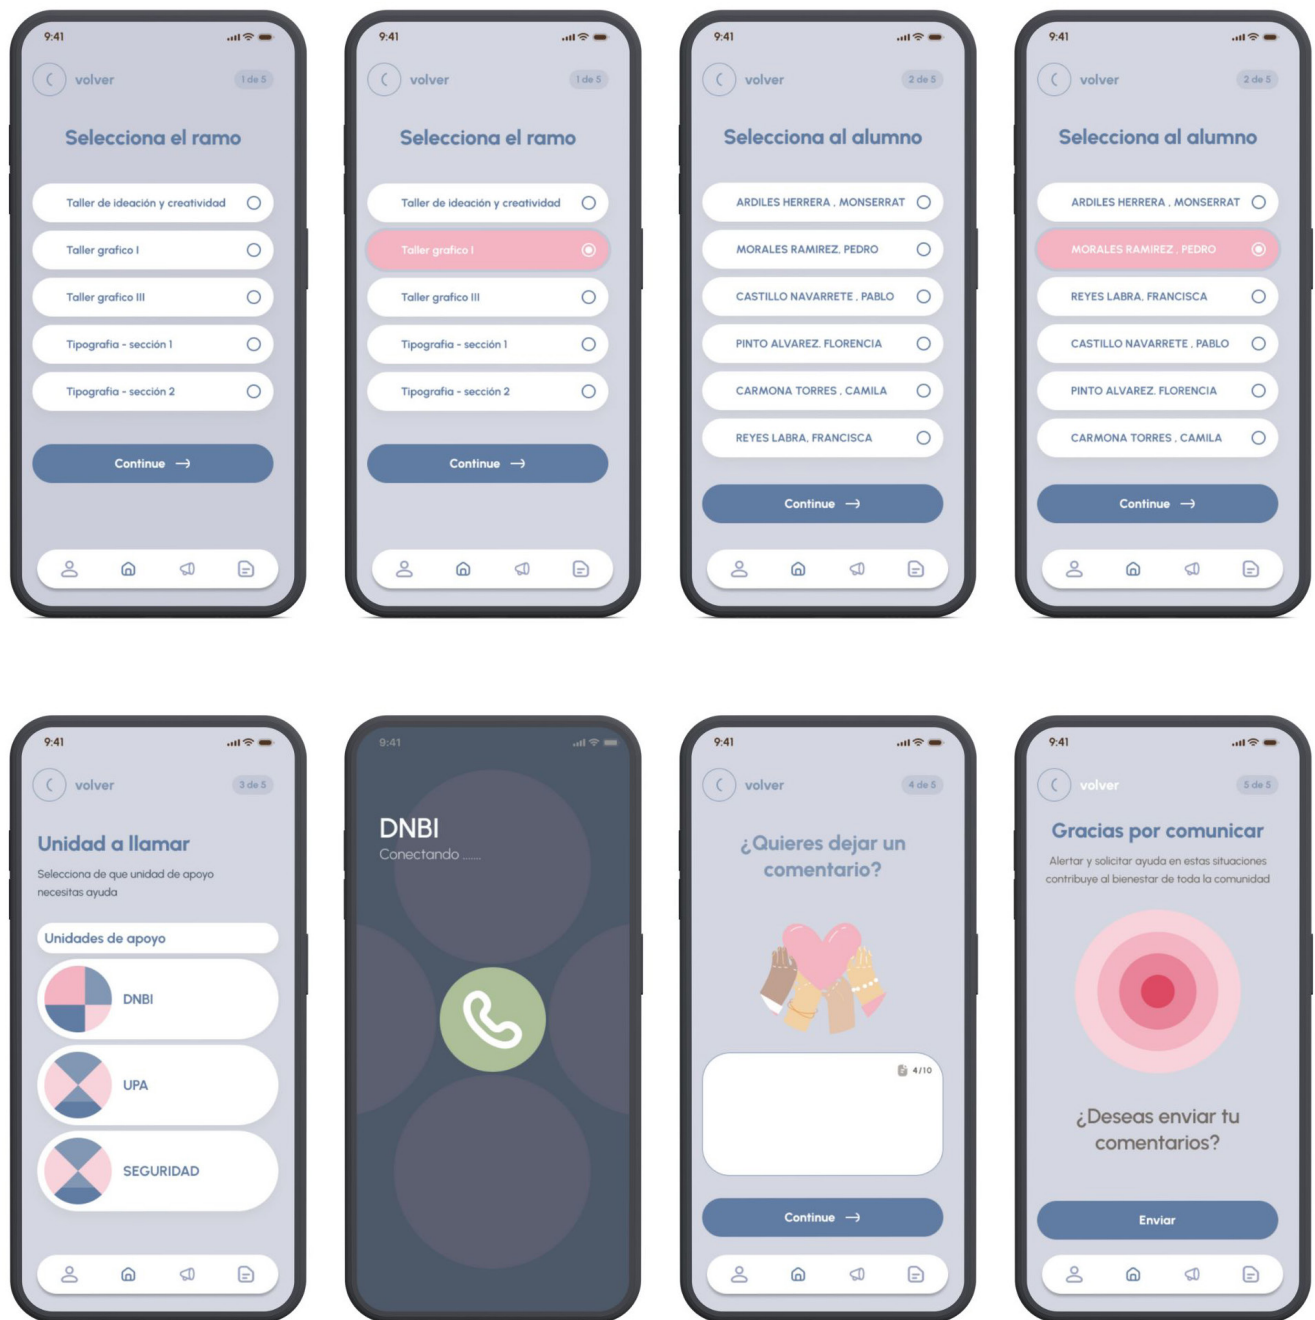 9:41
volver
1 de 5
Selecciona el ramo
Taller de ideación y creatividad
Taller grafico I
Taller grafico III
Tipografia - sección 1
Tipografia - sección 2
Continue
9:41
volver
1 de 5
Selecciona el ramo
Taller de ideación y creatividad
Taller grafico I
Taller grafico III
Tipografia - sección 1
Tipografia - sección 2
Continue
9:41
volver
2 de 5
Selecciona al alumno
ARDILES HERRERA , MONSERRAT
MORALES RAMIREZ. PEDRO
CASTILLO NAVARRETE , PABLO
PINTO ALVAREZ. FLORENCIA
CARMONA TORRES , CAMILA
REYES LABRA, FRANCISCA
Continue
9:41
volver
2 de 5
Selecciona al alumno
ARDILES HERRERA , MONSERRAT
MORALES RAMIREZ , PEDRO
REYES LABRA, FRANCISCA
CASTILLO NAVARRETE , PABLO
PINTO ALVAREZ. FLORENCIA
CARMONA TORRES , CAMILA
Continue
9:41
volver
3 de 5
Unidad a llamar
Selecciona de que unidad de apoyo
necesitas ayuda
Unidades de apoyo
DNBI
UPA
SEGURIDAD
9:41
DNBI
Conectando .......
9:41
volver
4 de 5
¿Quieres dejar un
comentario?
4/10
Continue
9:41
volver
5 de 5
Gracias por comunicar
Alertar y solicitar ayuda en estas situaciones
contribuye al bienestar de toda la comunidad
¿Deseas enviar tu
comentarios?
Enviar